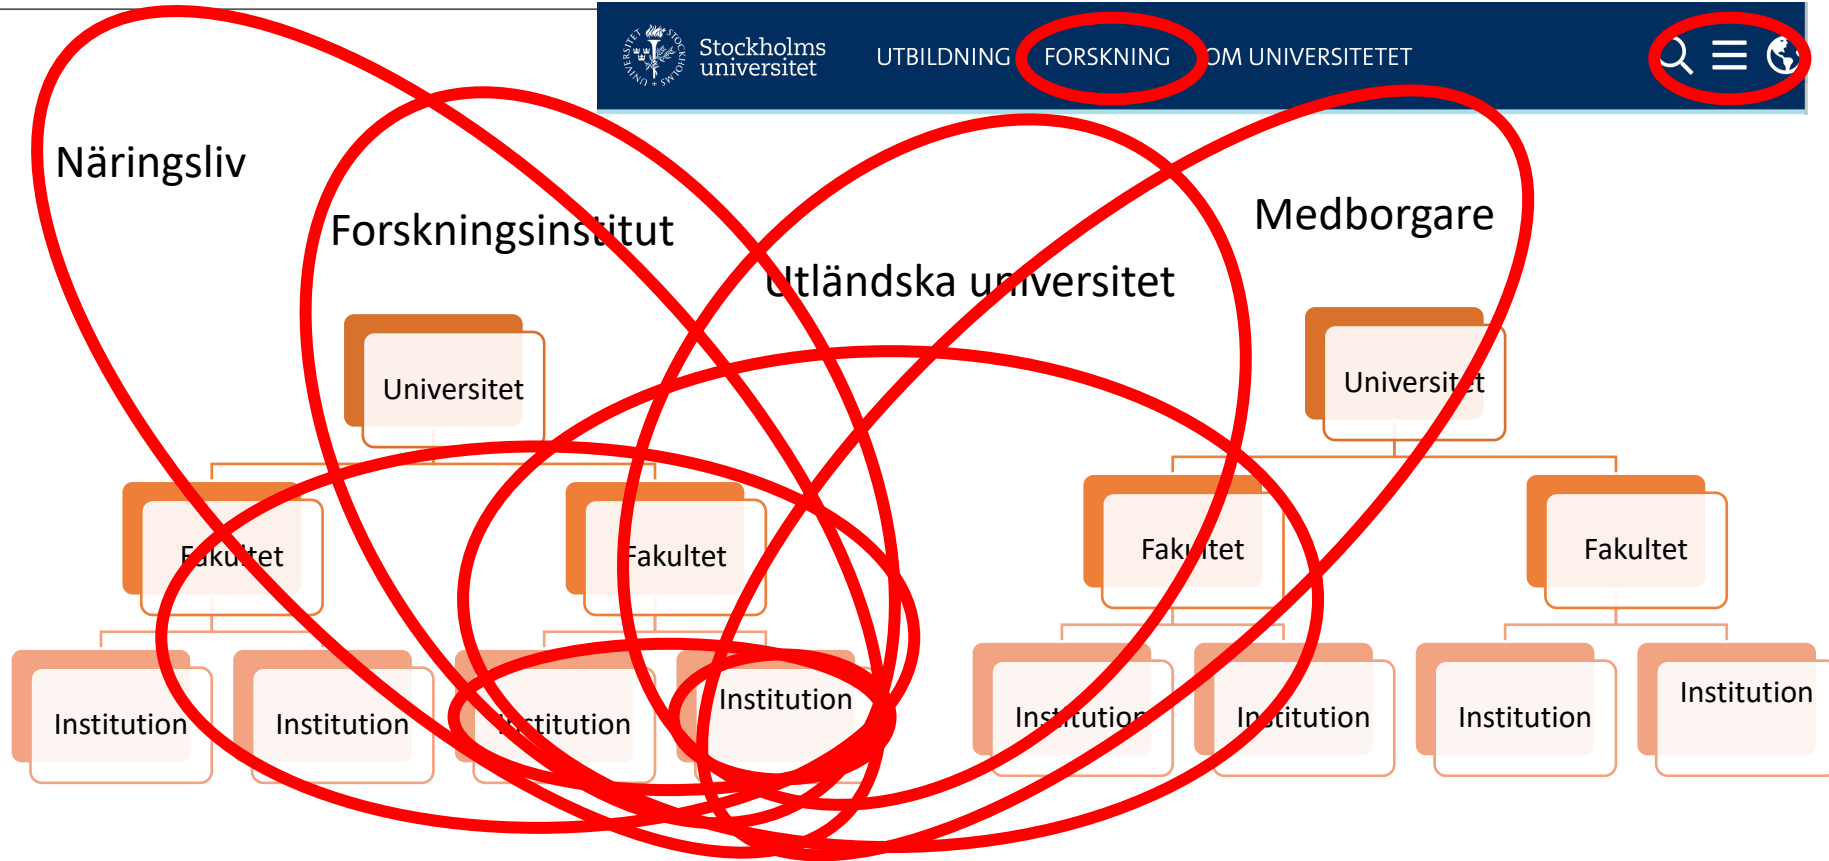 Stockholms
universitet
UTBILDNING FORSKNING OM UNIVERSITETET
Näringsliv
Forskningsinstitut
Medborgare
Utländska universitet
Universitet
Universitet
Fakultet
Fakultet
Fakultet
Fakultet
Institution
Institution
Institution
Institution
Institution
Institution
Institution
Institution